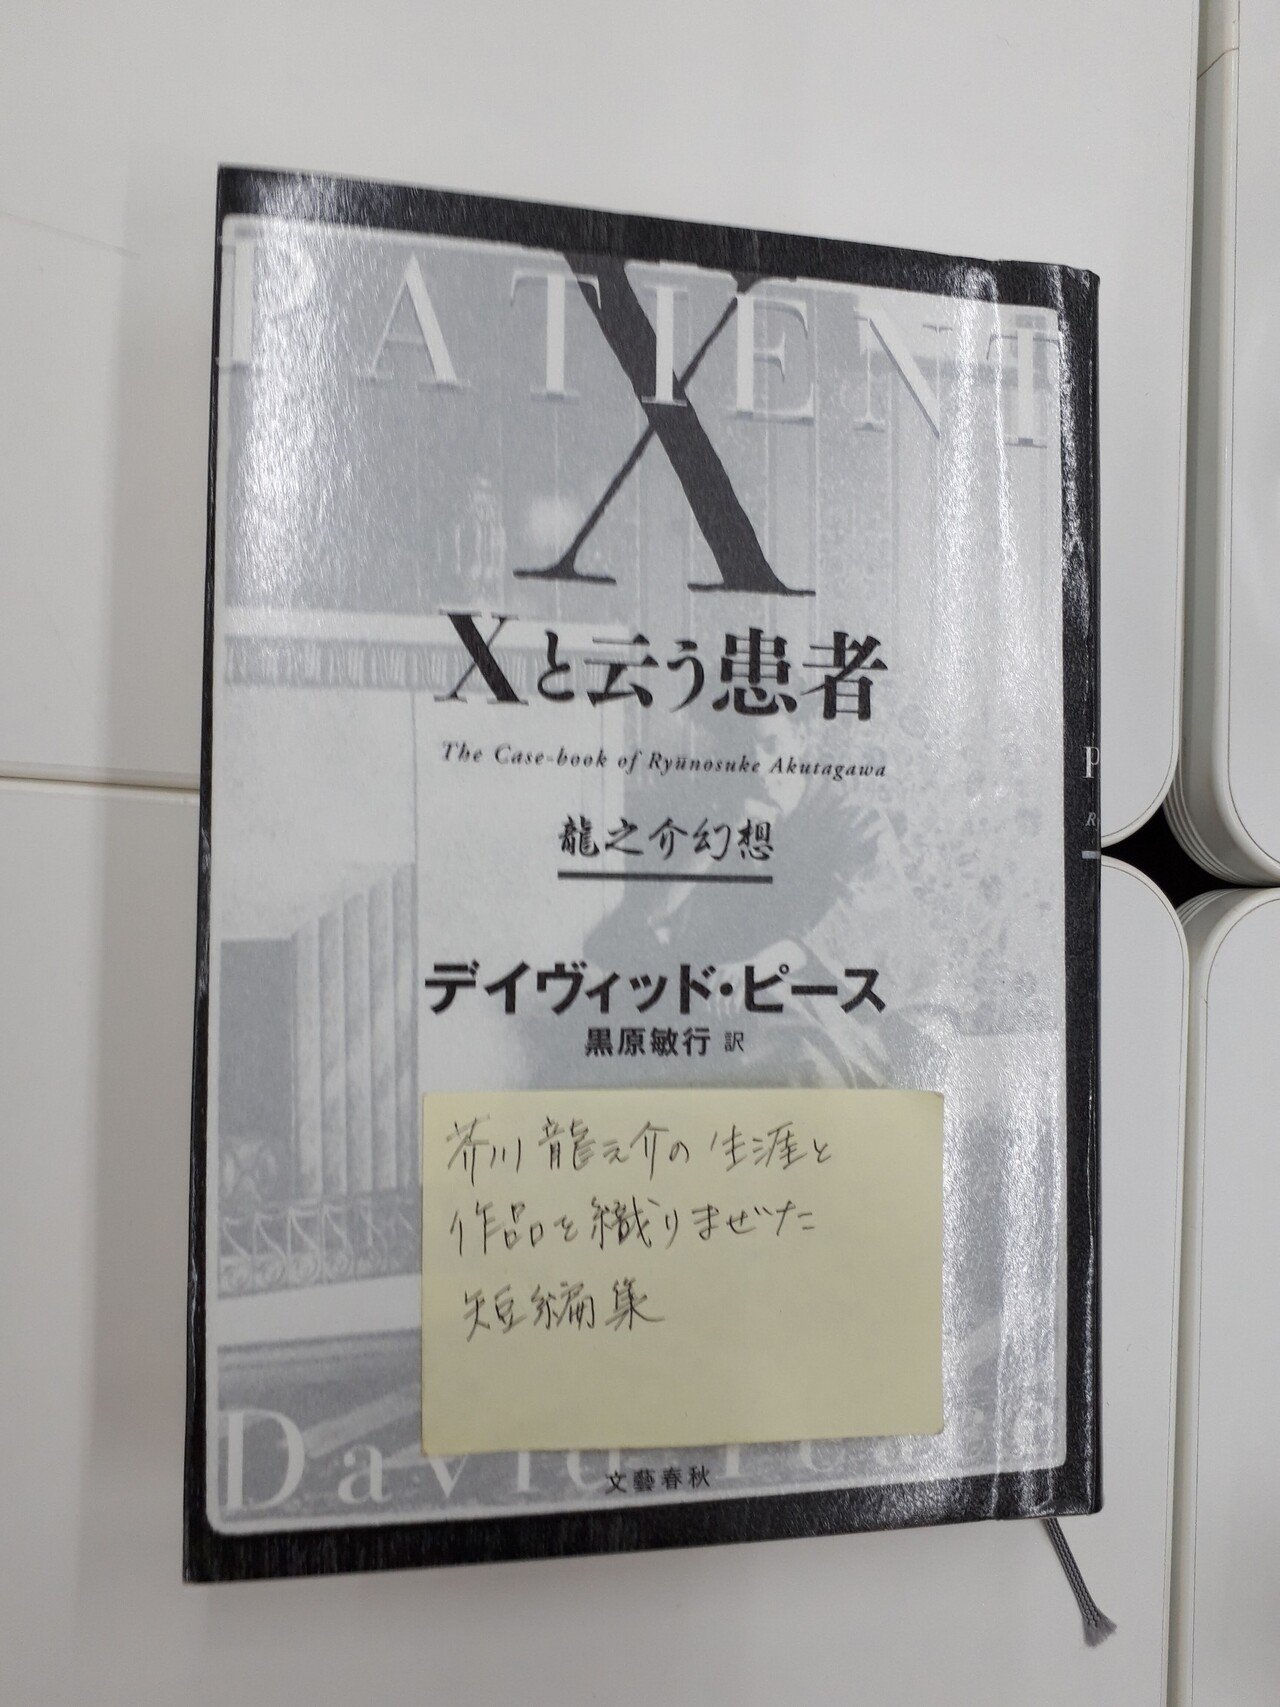 PATIENT
X
Xと云う患者
The Case-book of Ryūnosuke Akutagawa
龍之介幻想
デイヴィッド・ピース
黒原敏行 訳
芥川龍之介の生涯と
作品を織りまぜた
短編集
David
文藝春秋